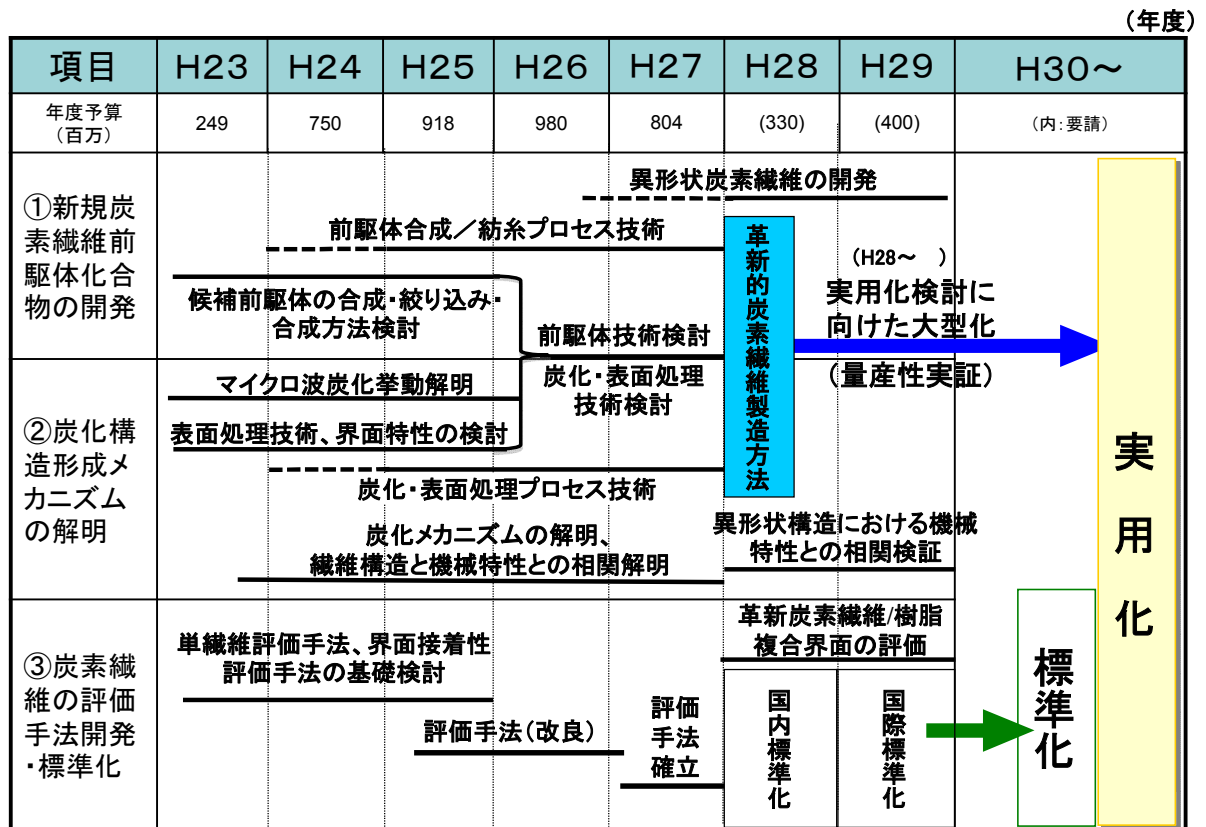 （年度）
項目 H23 H24 H25 H26 H27 H28 H29 H30～
年度予算
（百万）
249 750 918 980 804 (330) (400) （内：要請）
①新規炭
素繊維前
駆体化合
物の開発
異形状炭素繊維の開発
前駆体合成／紡糸プロセス技術
候補前駆体の合成・絞り込み・
合成方法検討
前駆体技術検討
炭化・表面処理
技術検討
革新的炭素繊維製造方法
（H28～　）
実用化検討に
向けた大型化
（量産性実証）
②炭化構
造形成メ
カニズム
の解明
マイクロ波炭化挙動解明
表面処理技術、界面特性の検討
炭化・表面処理プロセス技術
炭化メカニズムの解明、
繊維構造と機械特性との相関解明
異形状構造における機械
特性との相関検証
③炭素繊
維の評価
手法開発
・標準化
単繊維評価手法、界面接着性
評価手法の基礎検討
評価手法（改良）
評価
手法
確立
革新炭素繊維/樹脂
複合界面の評価
国内標準化
国際標準化
標準化
実用化